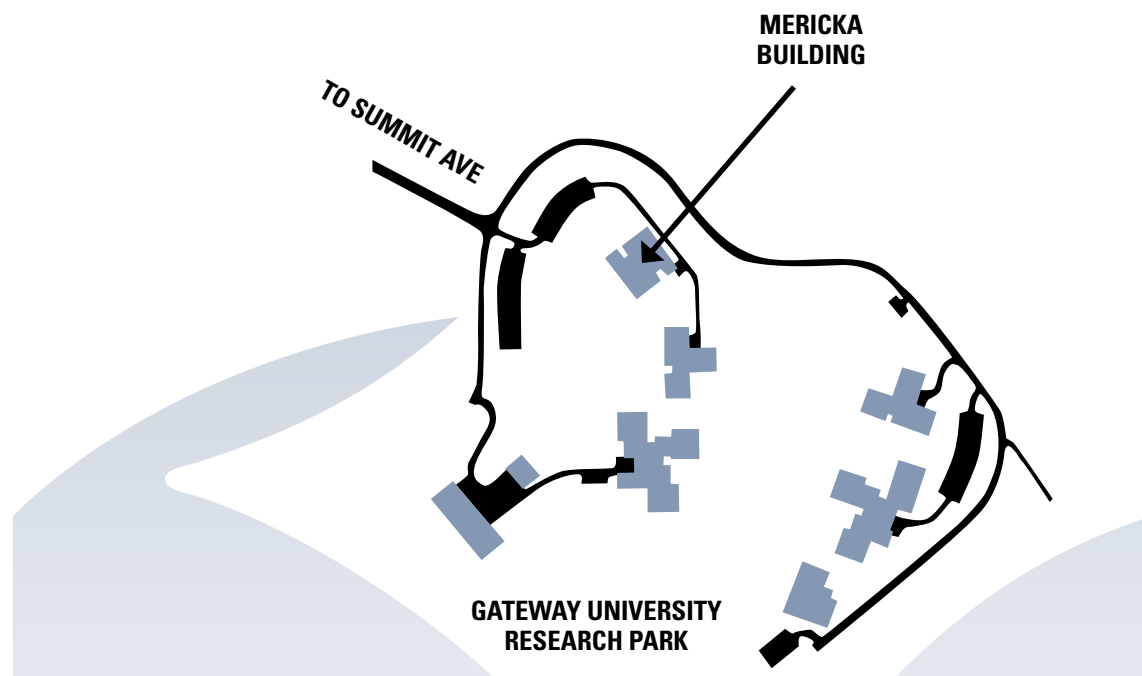 MERICKA
BUILDING
TO SUMMIT AVE
GATEWAY UNIVERSITY
RESEARCH PARK